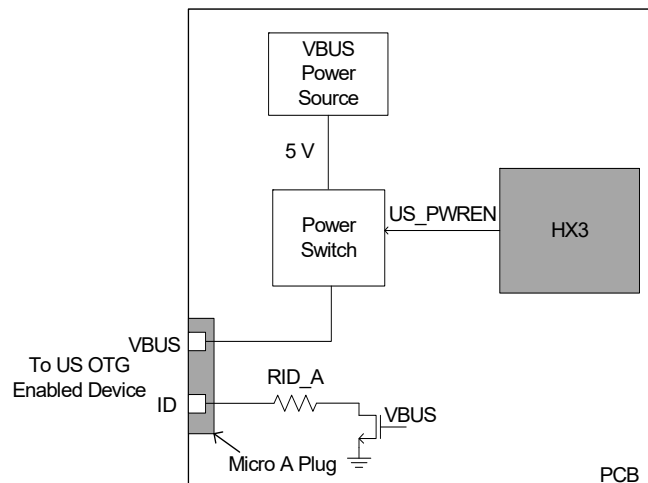 VBUS
Power
Source
5 V
US_PWREN
Power
Switch
HX3
VBUS
To US OTG
Enabled Device
RID_A
ID
VBUS
Micro A Plug
PCB